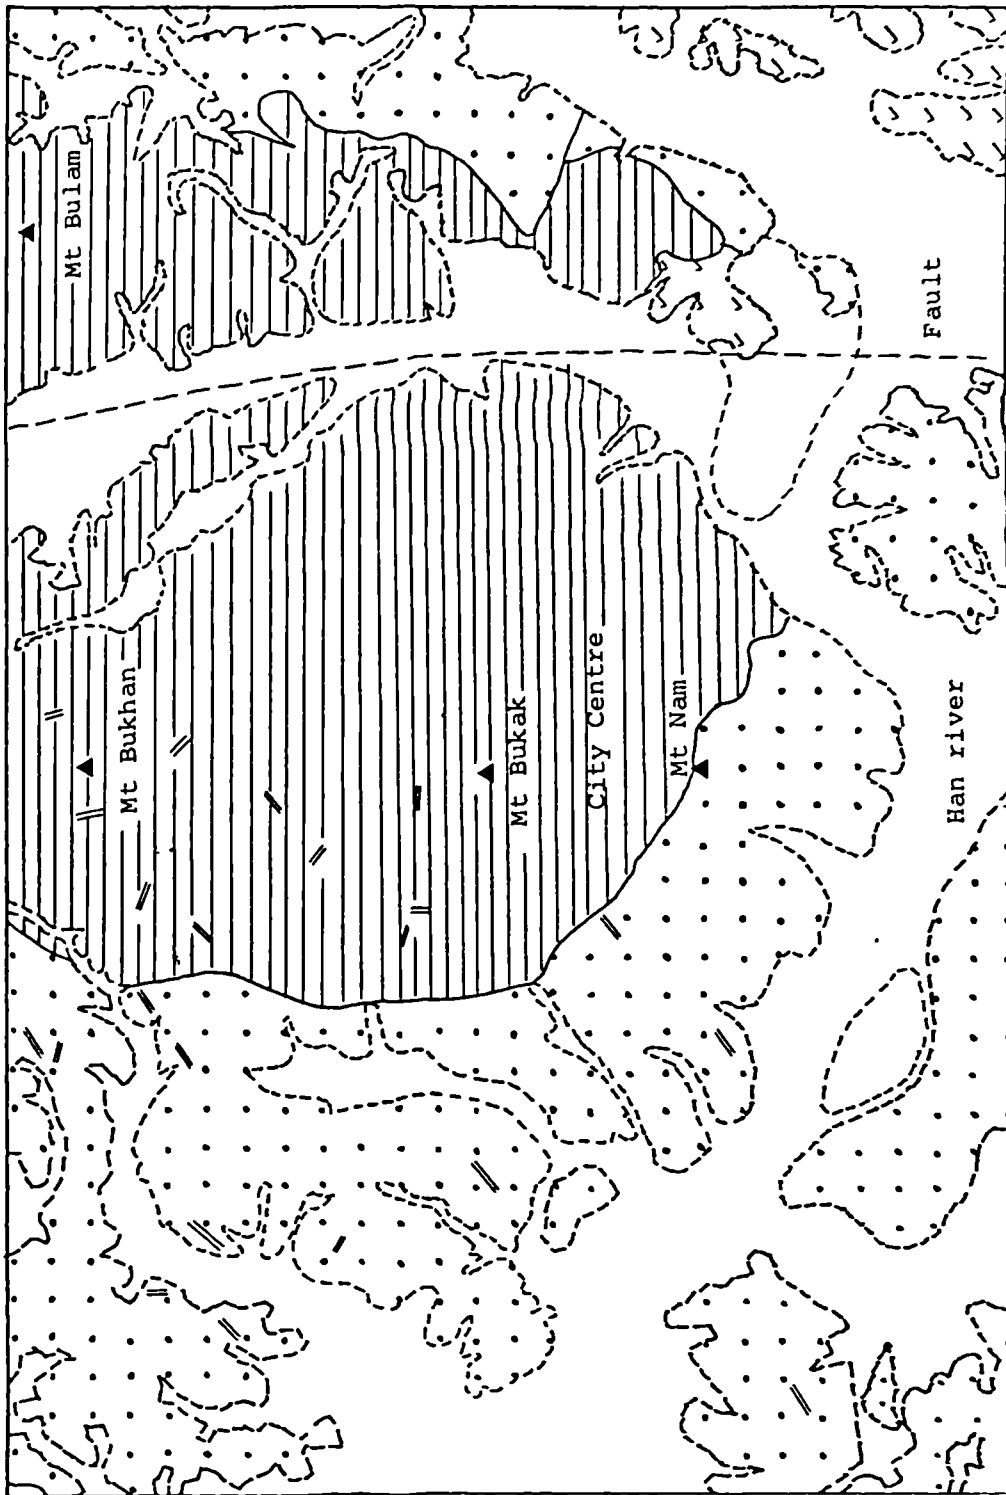 Mt Bulam
Mt Bukhan
Mt Bukak
City Centre
Mt Nam
Fault
Han river